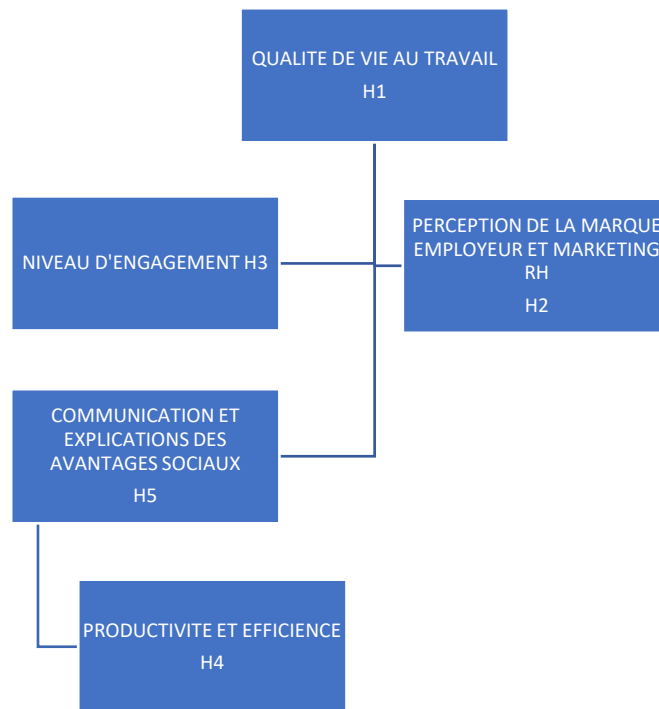 QUALITE DE VIE AU TRAVAIL
H1
NIVEAU D'ENGAGEMENT H3
PERCEPTION DE LA MARQUE
EMPLOYEUR ET MARKETING
RH
H2
COMMUNICATION ET
EXPLICATIONS DES
AVANTAGES SOCIAUX
H5
PRODUCTIVITE ET EFFICIENCE
H4